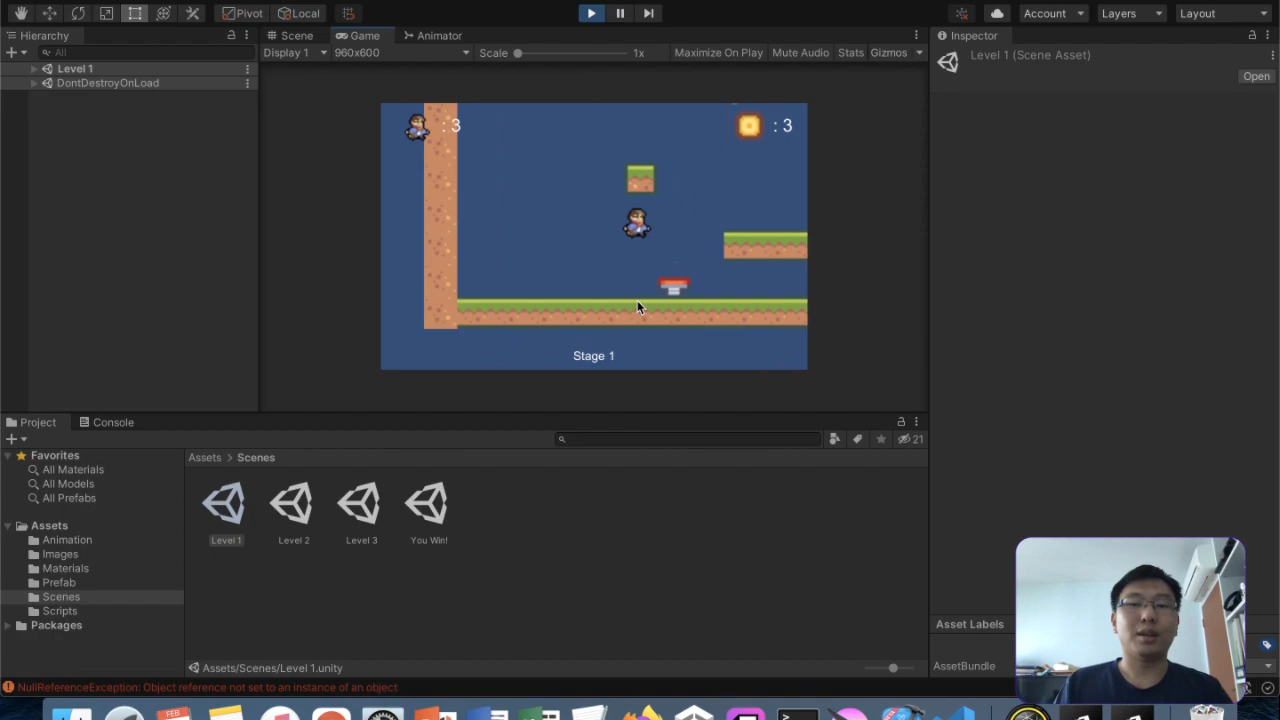 Pivot
Local
Account
Layers
Layout
Hierarchy
All
Level 1
DontDestroyOnLoad
Scene
Game
Animator
Display 1
960x600
Scale
1x
Maximize On Play
Mute Audio
Stats
Gizmos
: 3
: 3
Stage 1
Inspector
Level 1 (Scene Asset)
Open
Project
Console
21
Favorites
All Materials
All Models
All Prefabs
Assets
Animation
Images
Materials
Prefab
Scenes
Scripts
Packages
Assets > Scenes
Level 1
Level 2
Level 3
You Win!
Assets/Scenes/Level 1.unity
Asset Labels
AssetBundle
NullReferenceException: Object reference not set to an instance of an object
FEB